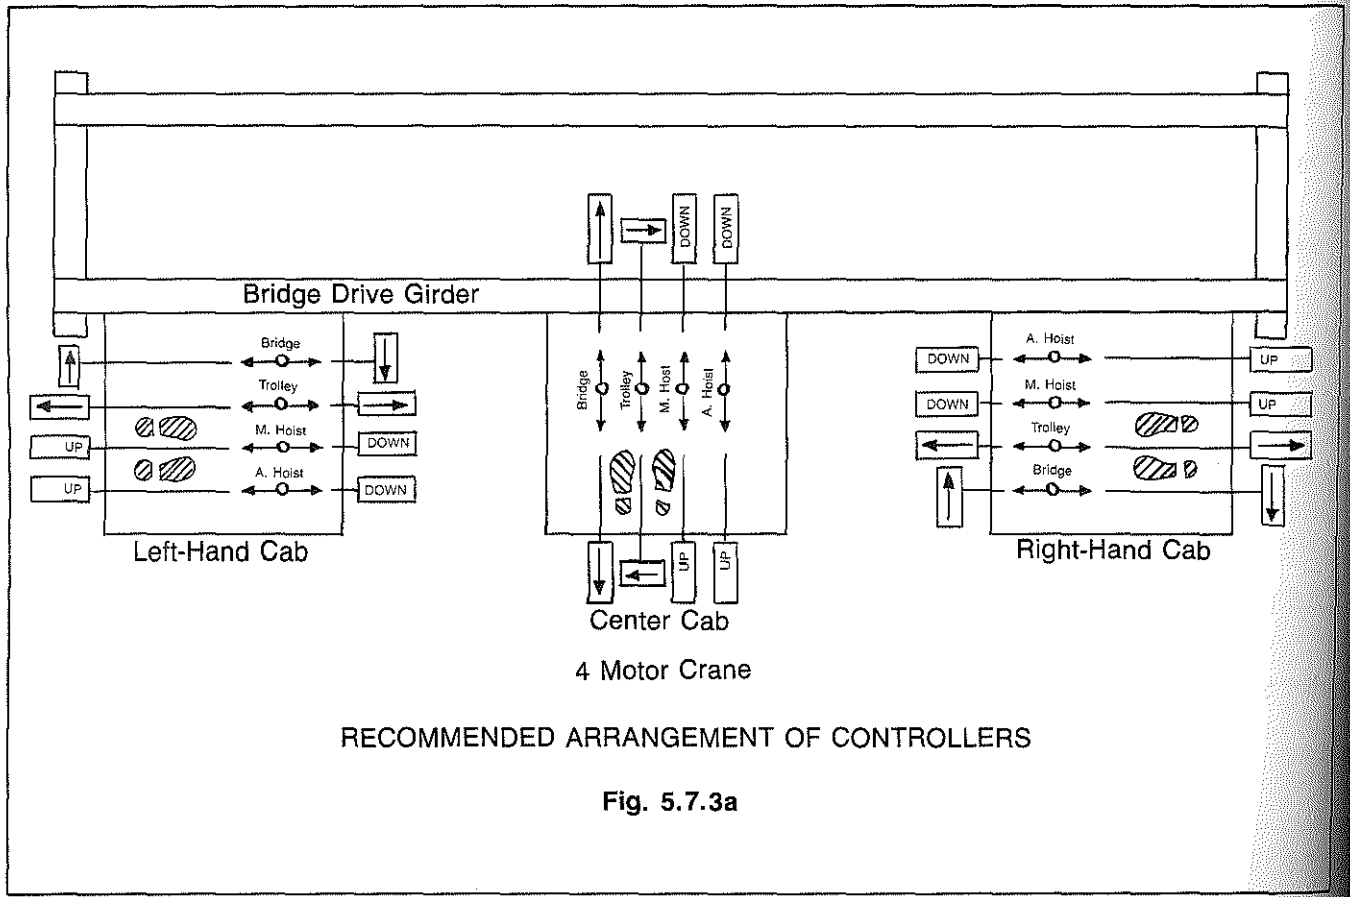 DOWN
DOWN
Bridge Drive Girder
Bridge
Trolley
M. Hoist
UP
DOWN
A. Hoist
UP
DOWN
Left-Hand Cab
Bridge
Trolley
M. Host
A. Hoist
UP
UP
Center Cab
A. Hoist
DOWN
UP
M. Hoist
DOWN
UP
Trolley
Bridge
Right-Hand Cab
4 Motor Crane
RECOMMENDED ARRANGEMENT OF CONTROLLERS
Fig. 5.7.3a